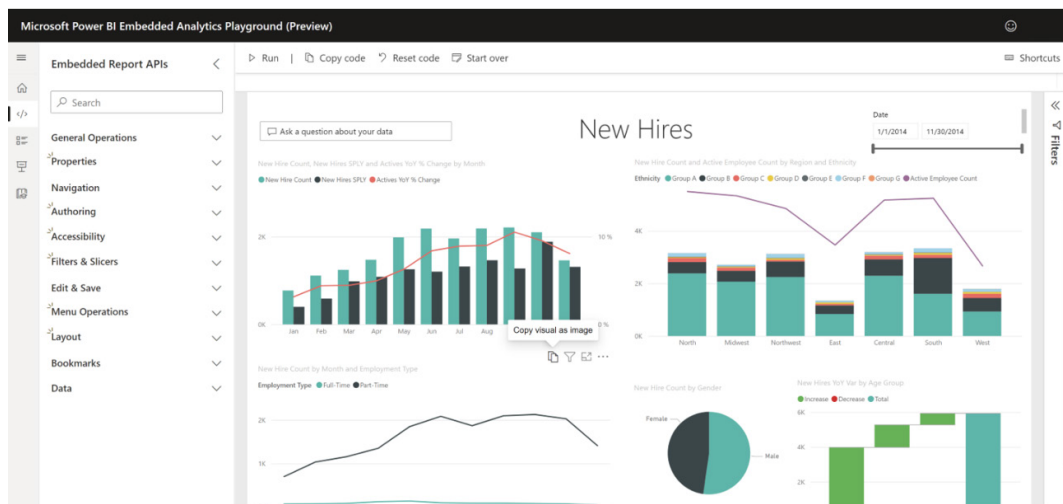 Microsoft Power BI Embedded Analytics Playground (Preview)
Embedded Report APIs
Run | Copy code Reset code Start over
Shortcuts
Search
General Operations
Properties
Navigation
Authoring
Accessibility
Filters & Slicers
Edit & Save
Menu Operations
Layout
Bookmarks
Data
Ask a question about your data
New Hires
Date
1/1/2014 11/30/2014
Filters
New Hire Count, New Hires SPLY and Actives YoY % Change by Month
New Hire Count New Hires SPLY Actives YoY % Change
2K
0K
10 %
0 %
Jan Feb Mar Apr May Jun Jul Aug
Copy visual as image
New Hire Count and Active Employee Count by Region and Ethnicity
Ethnicity Group A Group B Group C Group D Group E Group F Group G Active Employee Count
4K
2K
0K
North Midwest Northwest East Central South West
New Hire Count by Month and Employment Type
Employment Type Full-Time Part-Time
2K
1K
New Hire Count by Gender
Female
Male
New Hires YoY Var by Age Group
Increase Decrease Total
6K
4K
2K